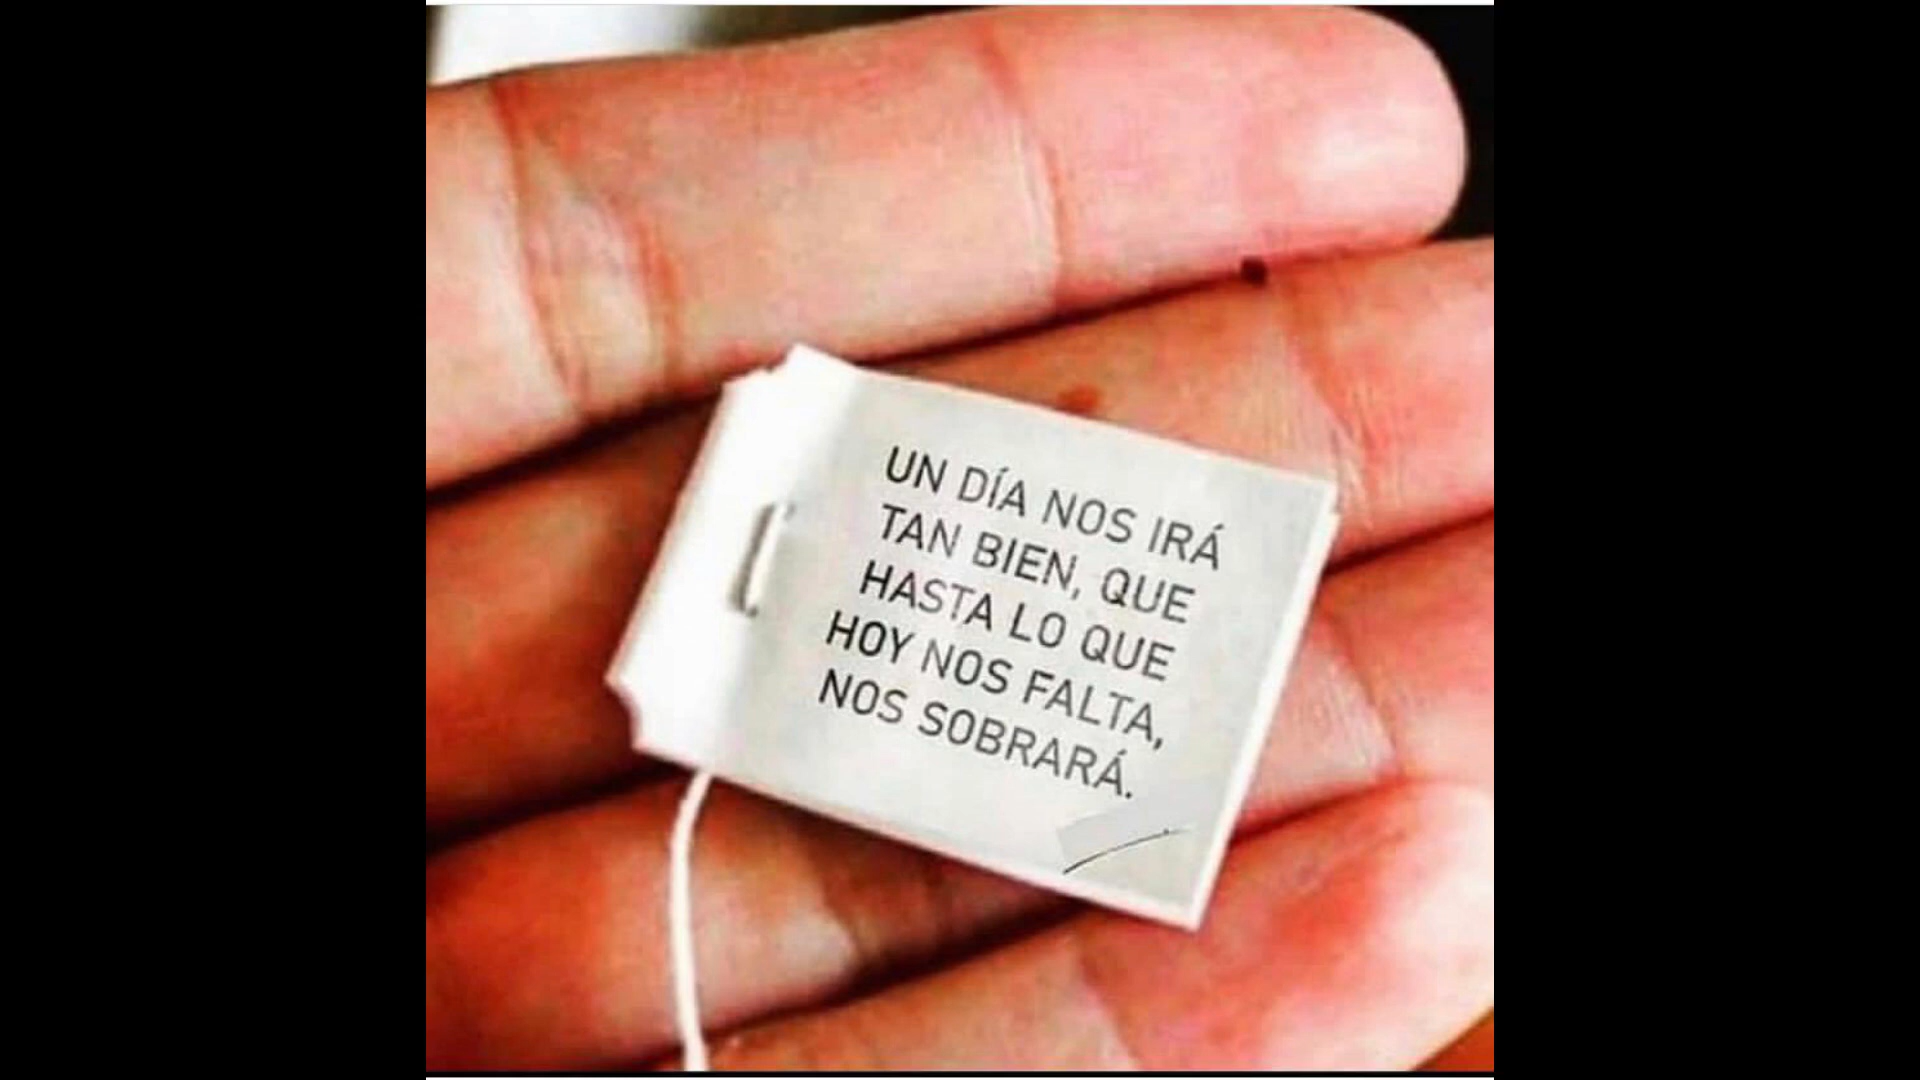 UN DÍA NOS IRÁ
TAN BIEN, QUE
HASTA LO QUE
HOY NOS FALTA,
NOS SOBRARÁ.